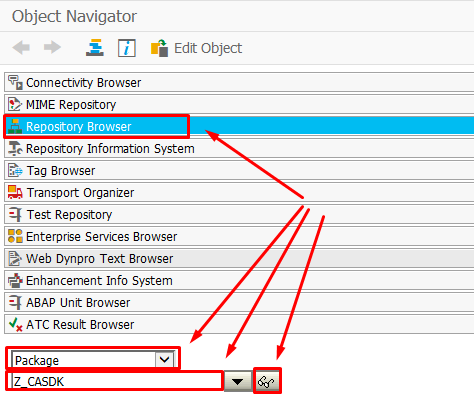 Object Navigator
Edit Object
Connectivity Browser
MIME Repository
Repository Browser
Repository Information System
Tag Browser
Transport Organizer
Test Repository
Enterprise Services Browser
Web Dynpro Text Browser
Enhancement Info System
ABAP Unit Browser
ATC Result Browser
Package
Z_CASDK